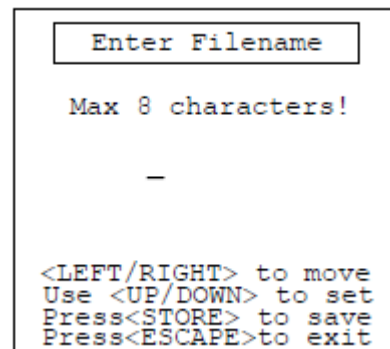 Enter Filename
Max 8 characters!
_
<LEFT/RIGHT> to move
Use <UP/DOWN> to set
Press<STORE> to save
Press<ESCAPE>to exit